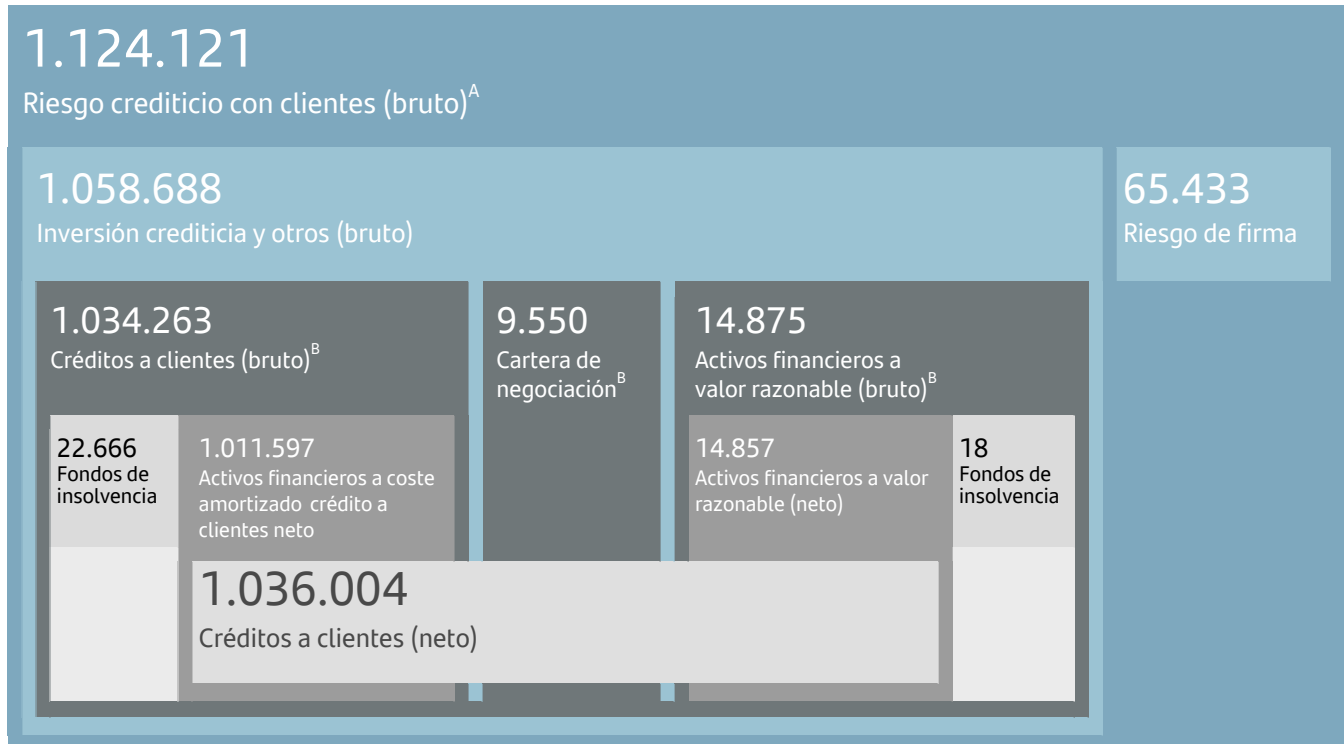 1.124.121
Riesgo crediticio con clientes (bruto)A
1.058.688
Inversión crediticia y otros (bruto)
65.433
Riesgo de firma
1.034.263
Créditos a clientes (bruto)B
9.550
Cartera de
negociaciónB
14.875
Activos financieros a
valor razonable (bruto)B
22.666
Fondos de
insolvencia
1.011.597
Activos financieros a coste
amortizado crédito a
clientes neto
14.857
Activos financieros a valor
razonable (neto)
18
Fondos de
insolvencia
1.036.004
Créditos a clientes (neto)